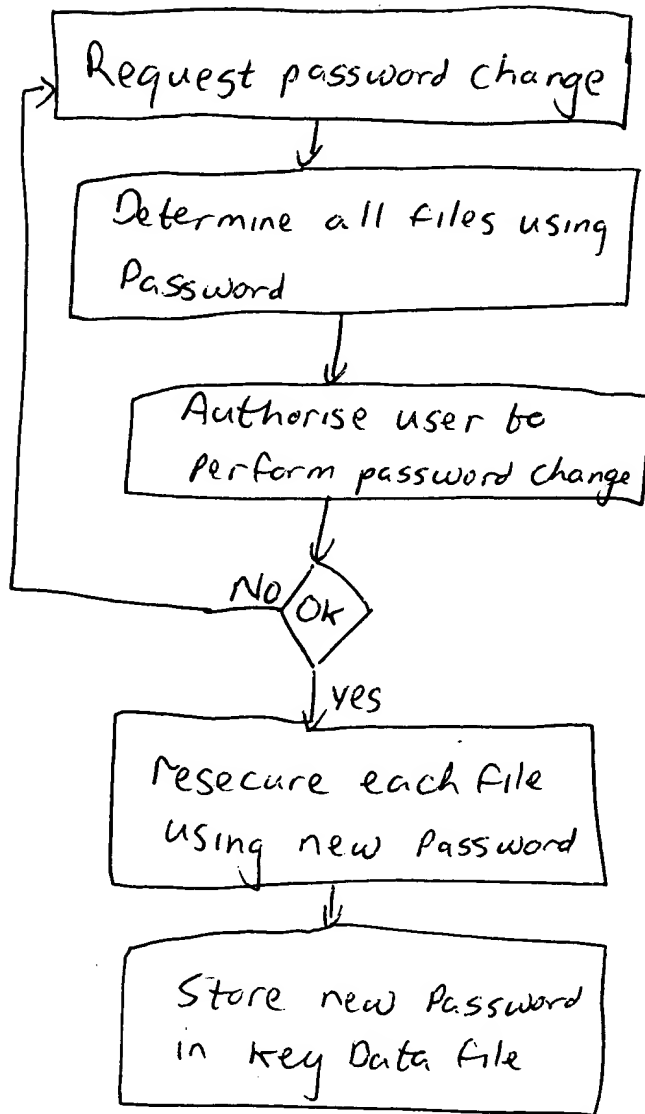 Request password change
Determine all files using
Password
Authorise user to
Perform password change
No
OK
yes
resecure each file
using new Password
Store new Password
in Key Data file